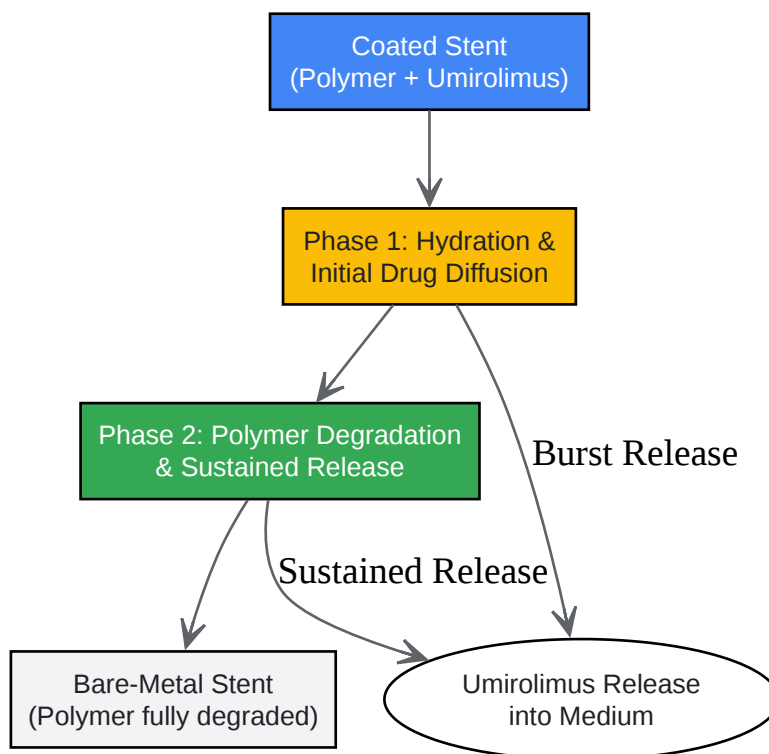 Coated Stent
(Polymer + Umirolimus)
Phase 1: Hydration &
Initial Drug Diffusion
Phase 2: Polymer Degradation
& Sustained Release
Burst Release
Sustained Release
Bare-Metal Stent
(Polymer fully degraded)
Umirolimus Release
into Medium